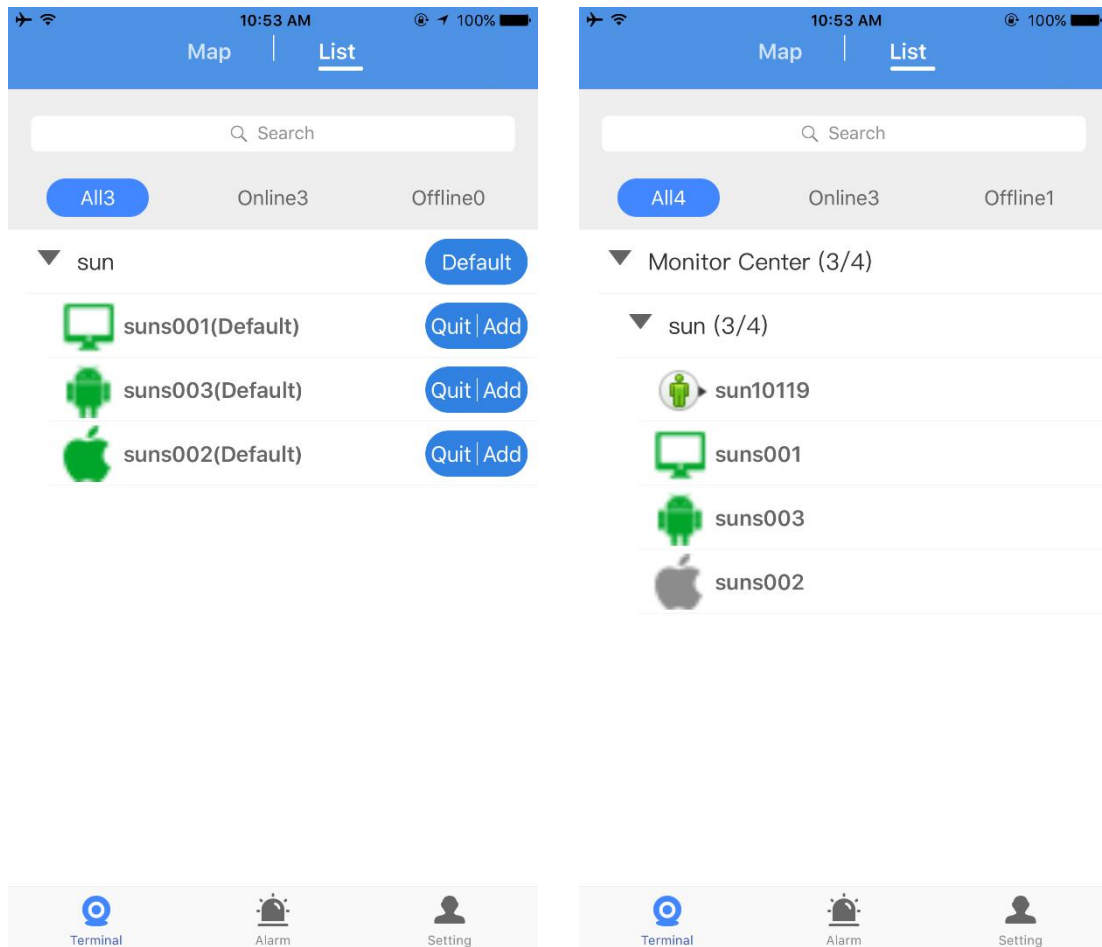 10:53 AM
100%
Map
List
Search
All3
Online3
Offline0
sun
Default
suns001(Default)
Quit|Add
suns003(Default)
Quit|Add
suns002(Default)
Quit|Add
Terminal
Alarm
Setting
10:53 AM
100%
Map
List
Search
All4
Online3
Offline1
Monitor Center (3/4)
sun (3/4)
sun10119
suns001
suns003
suns002
Terminal
Alarm
Setting